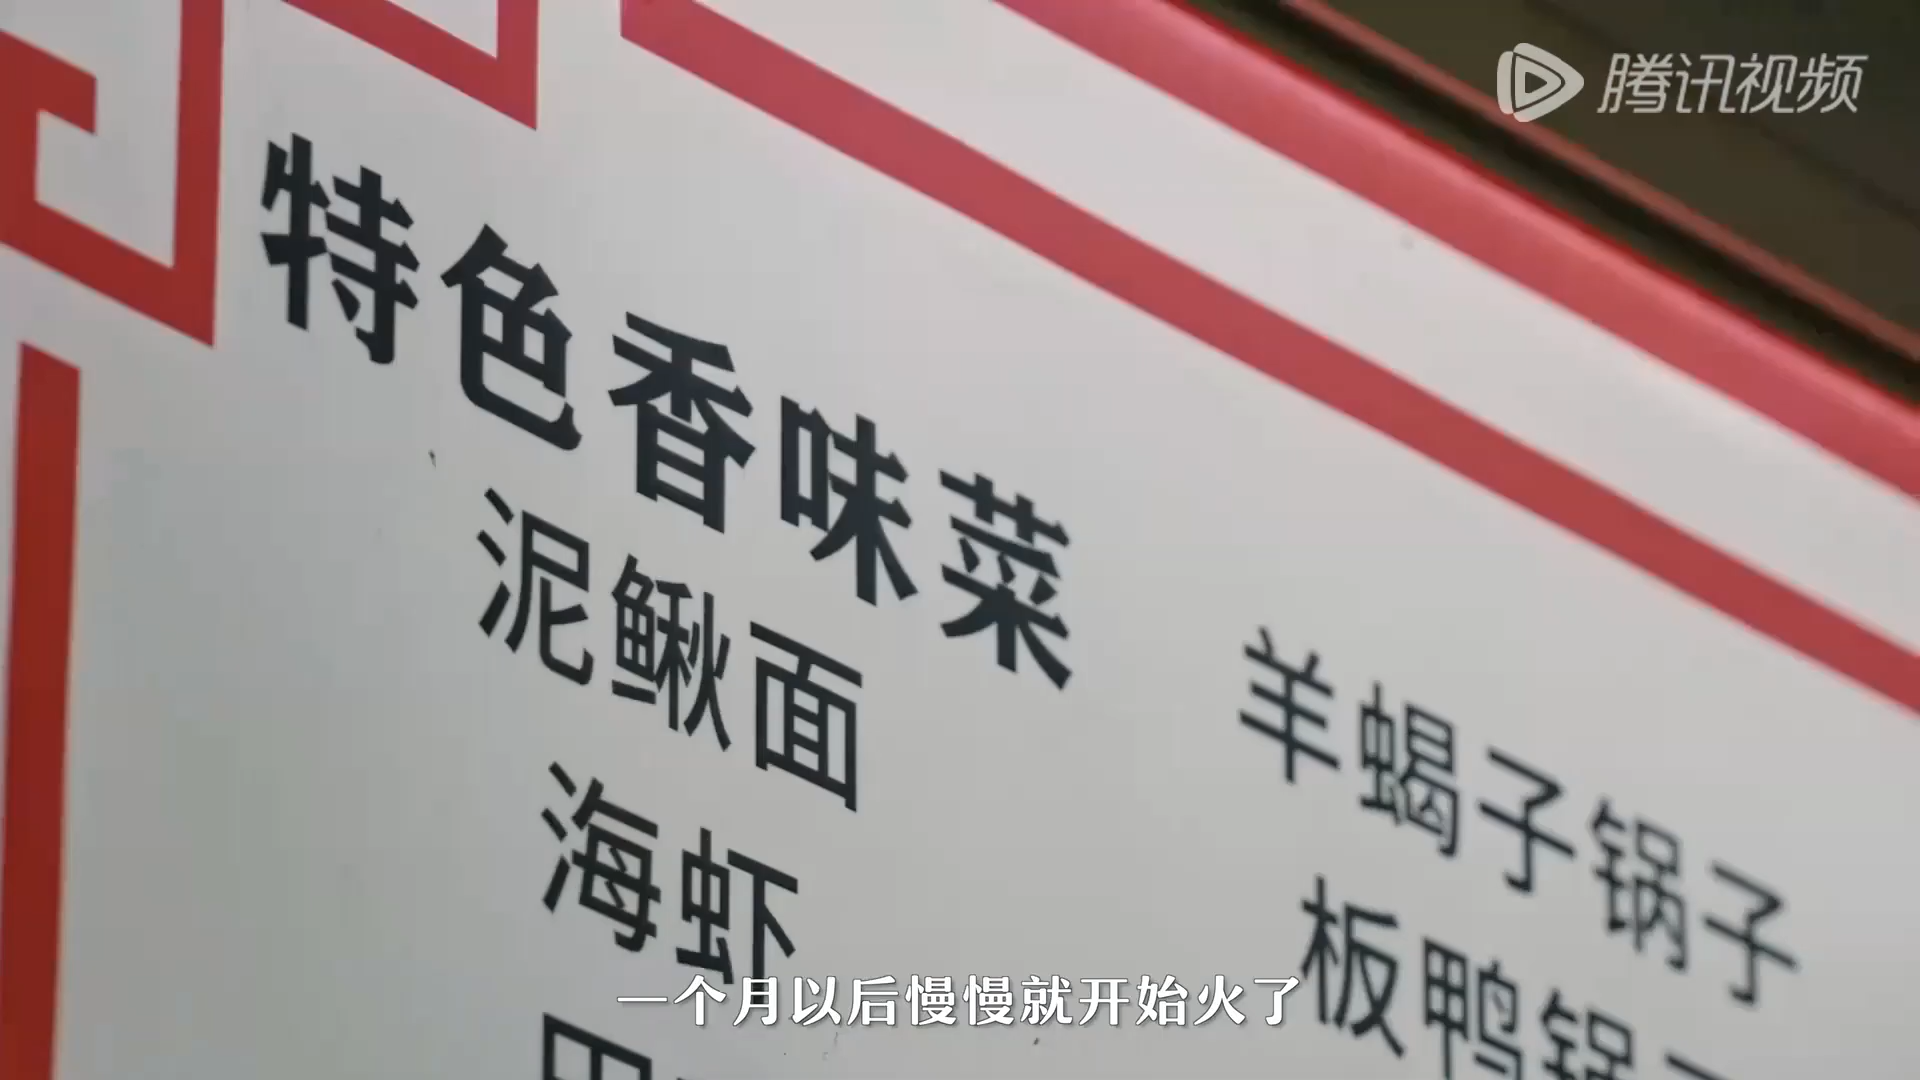 腾讯视频
特色香味菜
泥鳅面
羊蝎子锅子
海虾
板鸭锅
一个月以后慢慢就开始火了